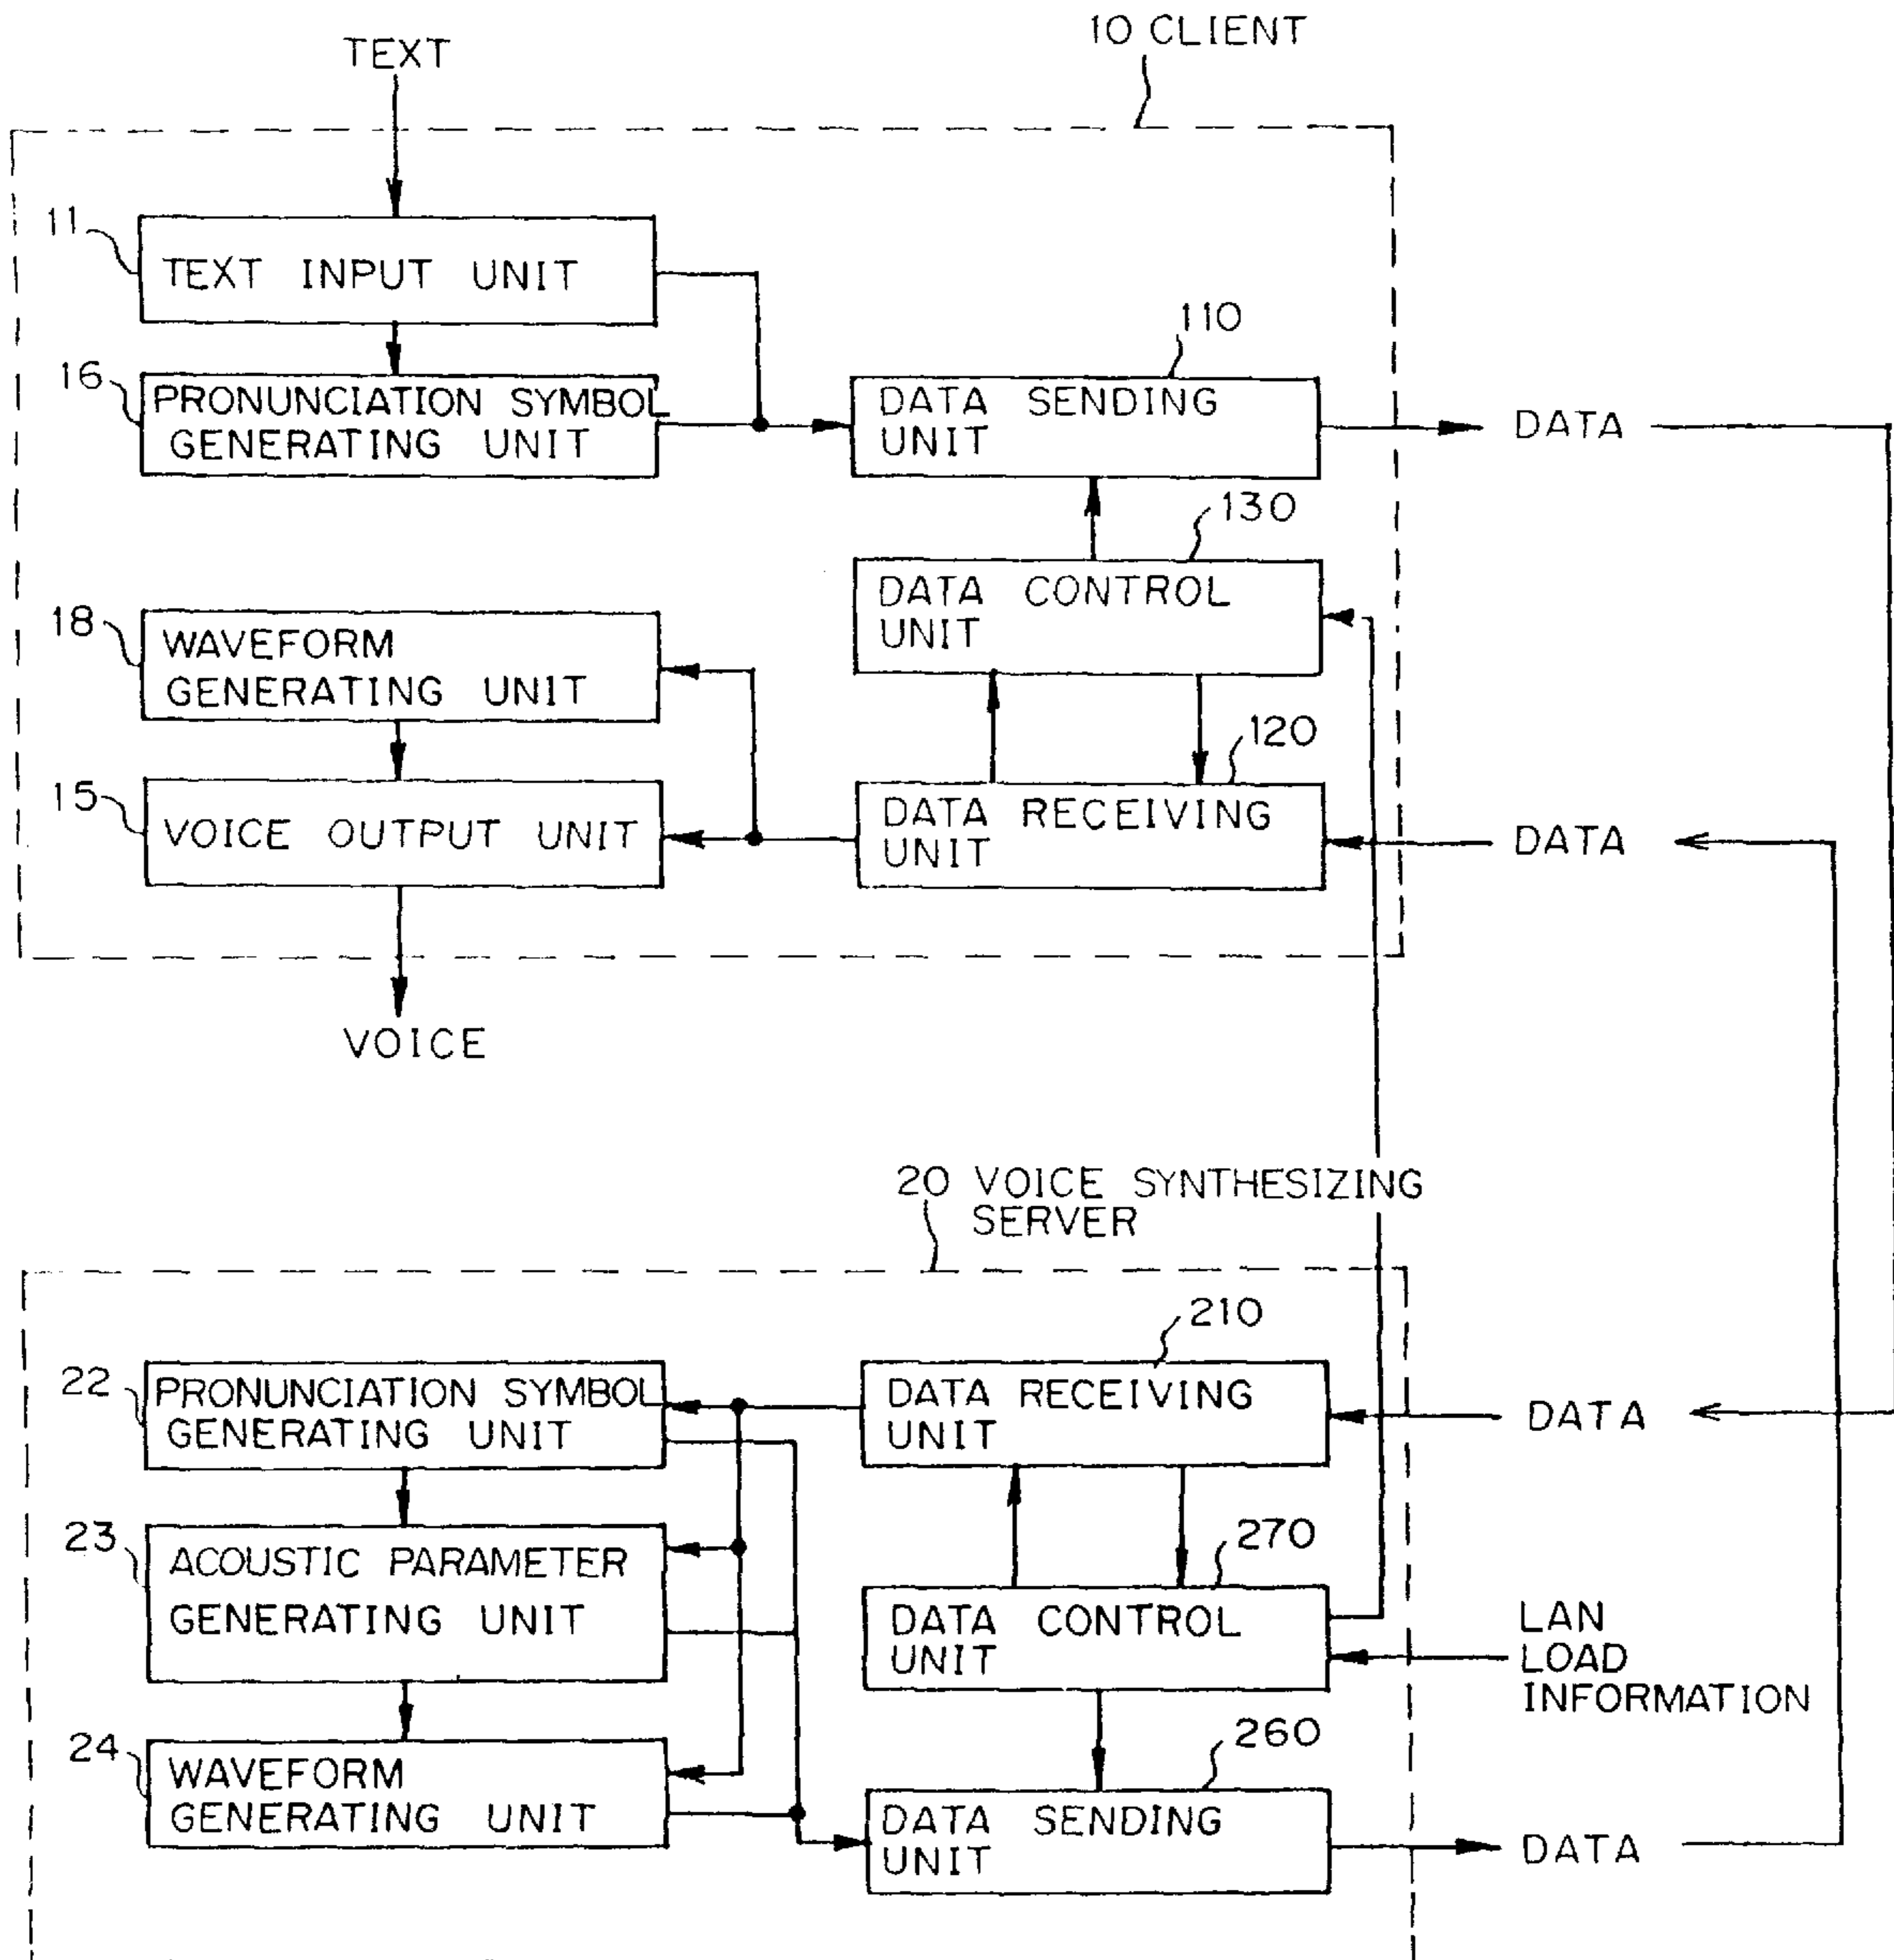 10 CLIENT
TEXT
11
TEXT INPUT UNIT
110
16
PRONUNCIATION SYMBOL
GENERATING UNIT
DATA SENDING
UNIT
DATA
130
DATA CONTROL
UNIT
18
WAVEFORM
GENERATING UNIT
120
15
VOICE OUTPUT UNIT
DATA RECEIVING
UNIT
DATA
VOICE
20 VOICE SYNTHESIZING
SERVER
210
22
PRONUNCIATION SYMBOL
GENERATING UNIT
DATA RECEIVING
UNIT
DATA
23
ACOUSTIC PARAMETER
GENERATING UNIT
270
DATA CONTROL
UNIT
LAN
LOAD
INFORMATION
24
WAVEFORM
GENERATING UNIT
260
DATA SENDING
UNIT
DATA